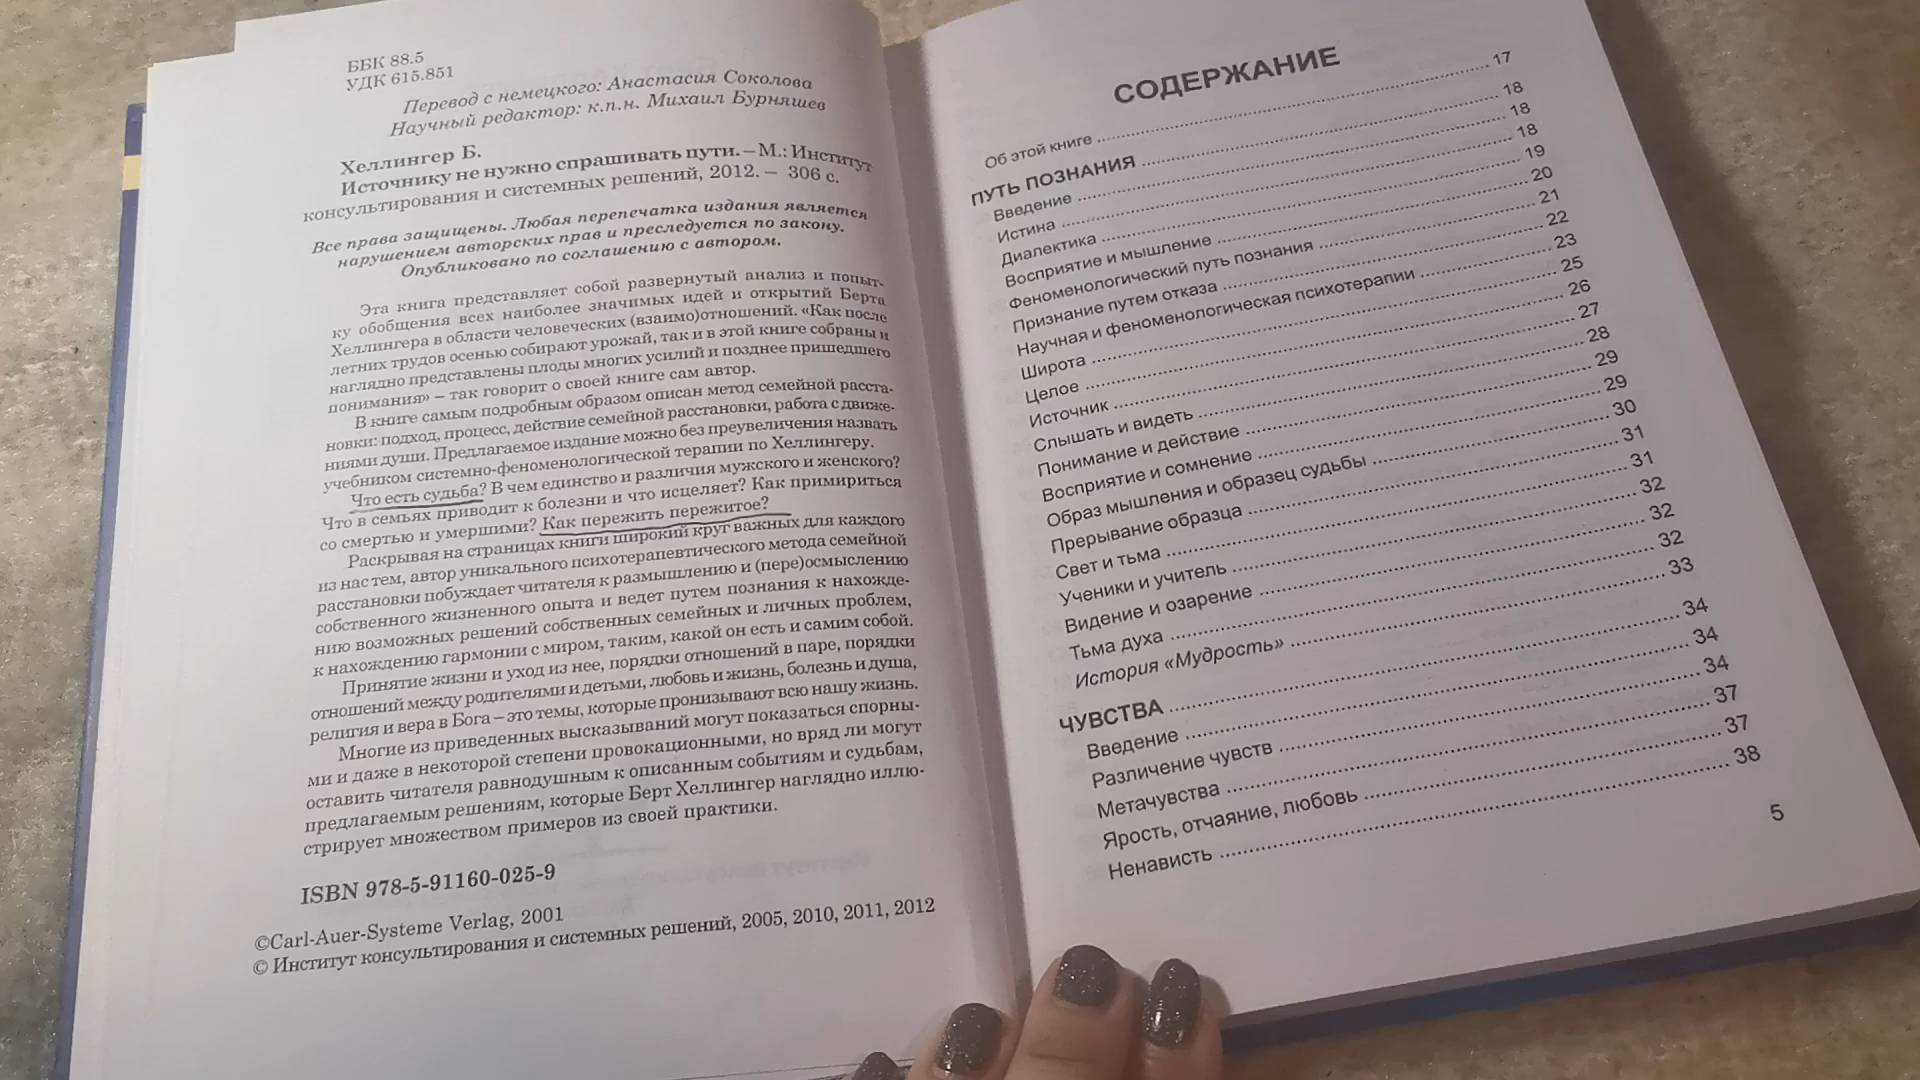 ББК 88.5
УДК 615.851
Перевод с немецкого: Анастасия Соколова
Научный редактор: к.п.н. Михаил Бурняшев
Хеллингер Б.
Источнику не нужно спрашивать пути. – М.: Институт
консультирования и системных решений, 2012. – 306 с.
Все права защищены. Любая перепечатка издания является
нарушением авторских прав и преследуется по закону.
Опубликовано по соглашению с автором.
Эта книга представляет собой развернутый анализ и попыт-
ку обобщения всех наиболее значимых идей и открытий Берта
Хеллингера в области человеческих (взаимо)отношений. «Как после
летних трудов осенью собирают урожай, так и в этой книге собраны и
наглядно представлены плоды многих усилий и позднее пришедшего
понимания» – так говорит о своей книге сам автор.
В книге самым подробным образом описан метод семейной расста-
новки: подход, процесс, действие семейной расстановки, работа с движе-
ниями души. Предлагаемое издание можно без преувеличения назвать
учебником системно-феноменологической терапии по Хеллингеру.
Что есть судьба? В чем единство и различия мужского и женского?
Что в семьях приводит к болезни и что исцеляет? Как примириться
со смертью и умершими? Как пережить пережитое?
Раскрывая на страницах книги широкий круг важных для каждого
из нас тем, автор уникального психотерапевтического метода семейной
расстановки побуждает читателя к размышлению и (пере)осмыслению
собственного жизненного опыта и ведет путем познания к нахожде-
нию возможных решений собственных семейных и личных проблем,
к нахождению гармонии с миром, таким, какой он есть и самим собой.
Принятие жизни и уход из нее, порядки отношений в паре, порядки
отношений между родителями и детьми, любовь и жизнь, болезнь и душа,
религия и вера в Бога – это темы, которые пронизывают всю нашу жизнь.
Многие из приведенных высказываний могут показаться спорны-
ми и даже в некоторой степени провокационными, но вряд ли могут
оставить читателя равнодушным к описанным событиям и судьбам,
предлагаемым решениям, которые Берт Хеллингер наглядно иллю-
стрирует множеством примеров из своей практики.
ISBN 978-5-91160-025-9
©Carl-Auer-Systeme Verlag, 2001
© Институт консультирования и системных решений, 2005, 2010, 2011, 2012
СОДЕРЖАНИЕ
Об этой книге ..... 17
ПУТЬ ПОЗНАНИЯ ..... 18
Введение ..... 18
Истина ..... 18
Диалектика ..... 19
Восприятие и мышление ..... 20
Феноменологический путь познания ..... 21
Признание путем отказа ..... 22
Научная и феноменологическая психотерапии ..... 23
Широта ..... 25
Целое ..... 26
Источник ..... 27
Слышать и видеть ..... 28
Понимание и действие ..... 29
Восприятие и сомнение ..... 29
Образ мышления и образец судьбы ..... 30
Прерывание образца ..... 31
Свет и тьма ..... 31
Ученики и учитель ..... 32
Видение и озарение ..... 32
Тьма духа ..... 32
История «Мудрость» ..... 33
ЧУВСТВА ..... 34
Введение ..... 34
Различение чувств ..... 34
Метачувства ..... 37
Ярость, отчаяние, любовь ..... 37
Ненависть ..... 38
5